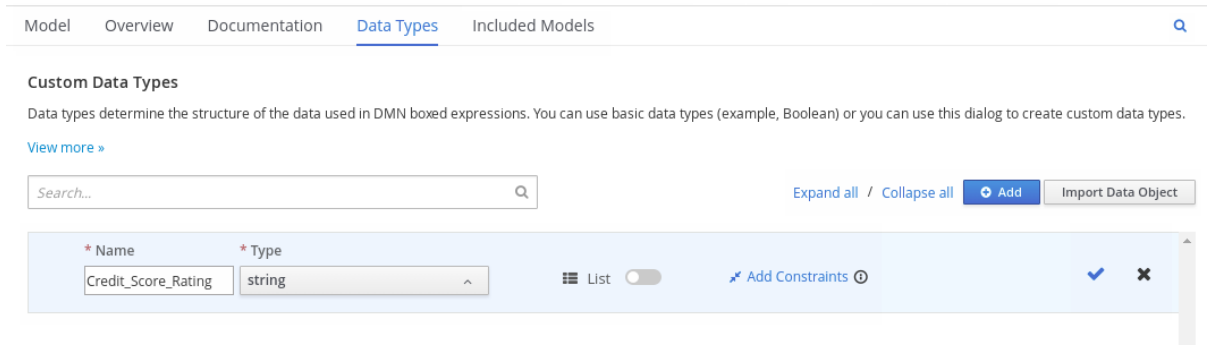 Model Overview Documentation Data Types Included Models
Custom Data Types
Data types determine the structure of the data used in DMN boxed expressions. You can use basic data types (example, Boolean) or you can use this dialog to create custom data types.
View more »
Search... Expand all / Collapse all Add Import Data Object
* Name * Type
Credit_Score_Rating string List Add Constraints